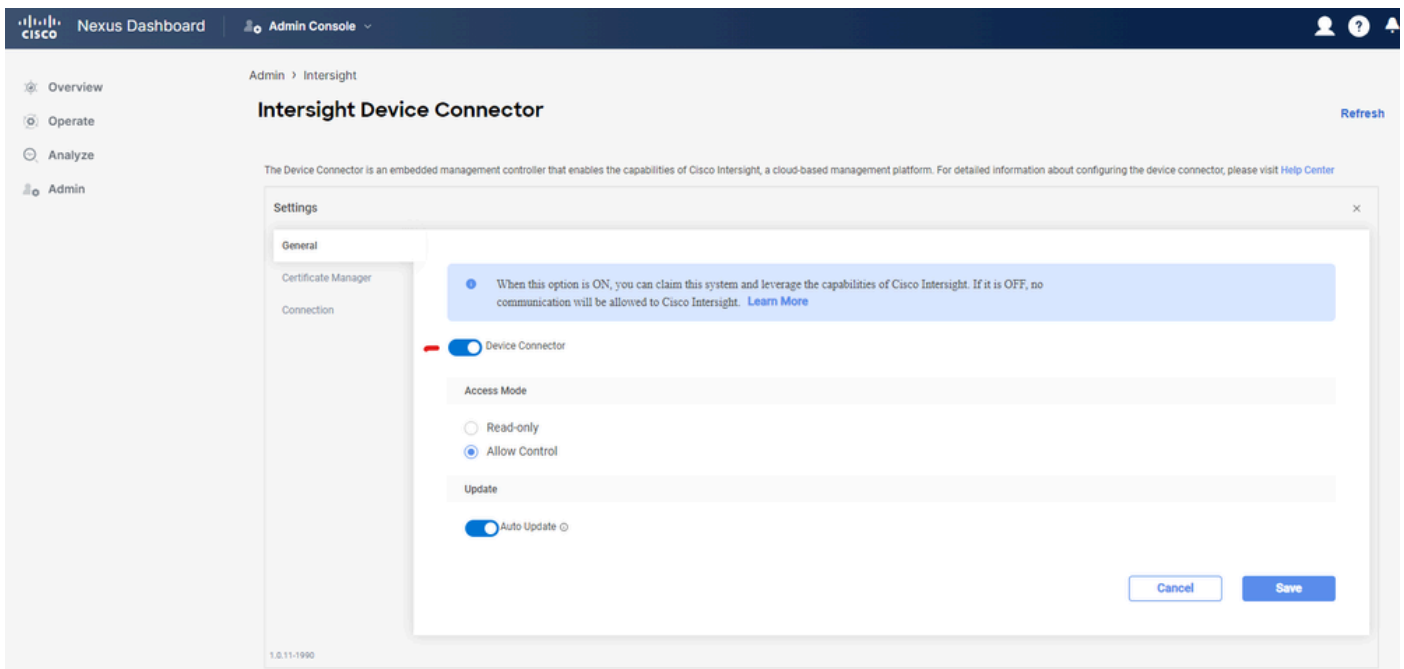 cisco Nexus Dashboard Admin Console
Overview
Operate
Analyze
Admin
Admin > Intersight
Intersight Device Connector
Refresh
The Device Connector is an embedded management controller that enables the capabilities of Cisco Intersight, a cloud-based management platform. For detailed information about configuring the device connector, please visit Help Center
Settings
General
Certificate Manager
Connection
When this option is ON, you can claim this system and leverage the capabilities of Cisco Intersight. If it is OFF, no
communication will be allowed to Cisco Intersight. Learn More
Device Connector
Access Mode
Read-only
Allow Control
Update
Auto Update
Cancel Save
1.0.11-1990